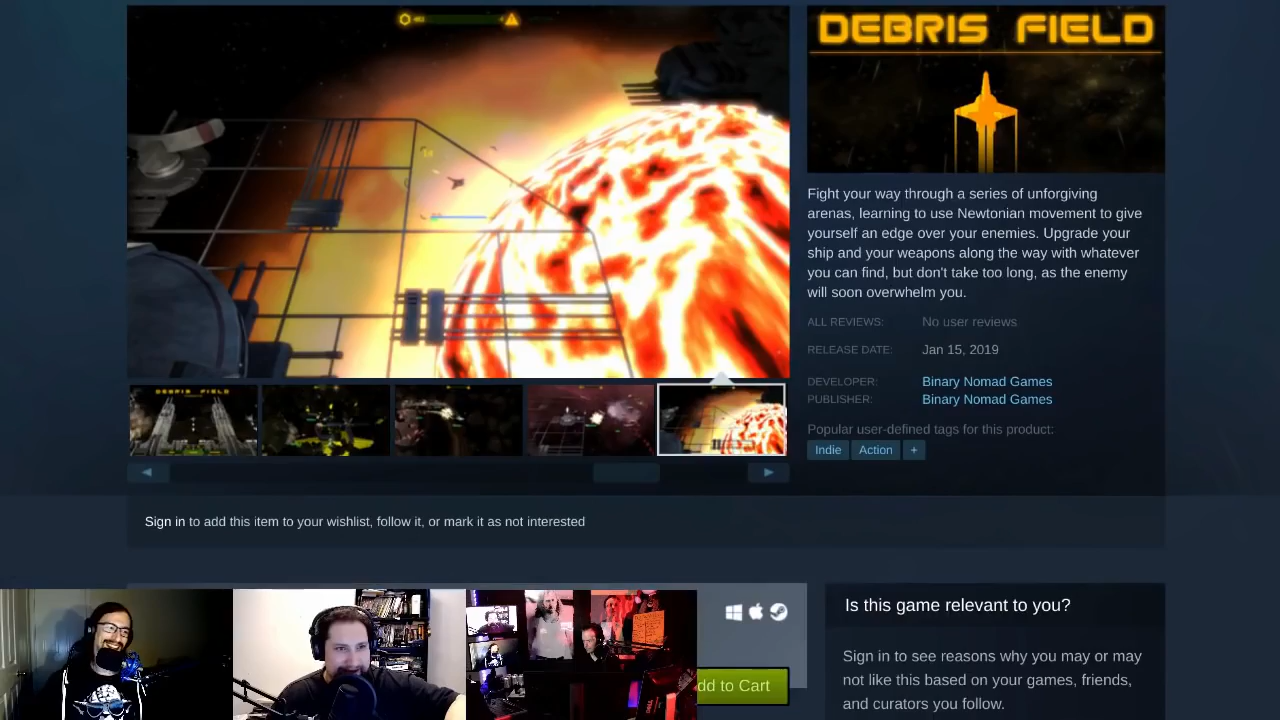 DEBRIS FIELD
Fight your way through a series of unforgiving
arenas, learning to use Newtonian movement to give
yourself an edge over your enemies. Upgrade your
ship and your weapons along the way with whatever
you can find, but don't take too long, as the enemy
will soon overwhelm you.
ALL REVIEWS: No user reviews
RELEASE DATE: Jan 15, 2019
DEVELOPER: Binary Nomad Games
PUBLISHER: Binary Nomad Games
Popular user-defined tags for this product:
Indie Action +
DEBRIS FIELD
Sign in to add this item to your wishlist, follow it, or mark it as not interested
dd to Cart
Is this game relevant to you?
Sign in to see reasons why you may or may
not like this based on your games, friends,
and curators you follow.